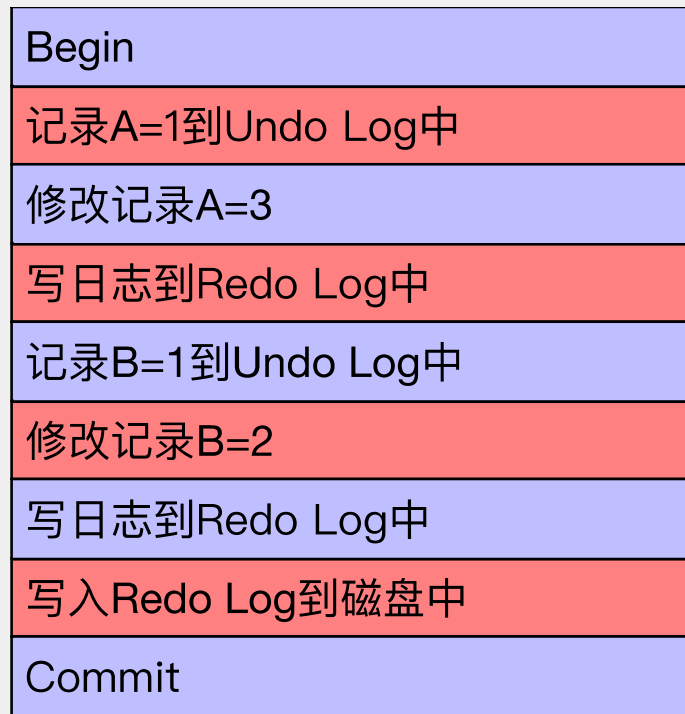 Begin
记录A=1到Undo Log中
修改记录A=3
写日志到Redo Log中
记录B=1到Undo Log中
修改记录B=2
写日志到Redo Log中
写入Redo Log到磁盘中
Commit